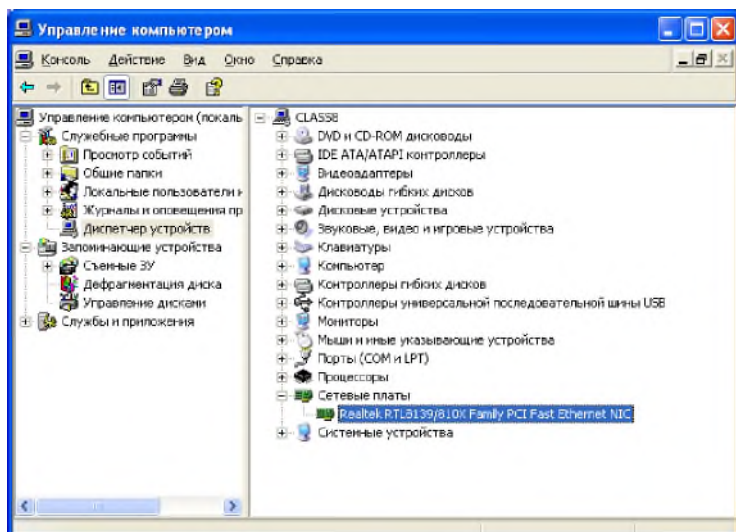 Управление компьютером
Консоль Действие Вид Окно Справка
Управление компьютером (локаль
Служебные программы
Просмотр событий
Общие папки
Локальные пользователи и
Журналы и оповещения пр
Диспетчер устройств
Запоминающие устройства
Съемные ЗУ
Дефрагментация диска
Управление дисками
Службы и приложения
CLASS8
DVD и CD-ROM дисководы
IDE ATA/ATAPI контроллеры
Видеоадаптеры
Дисководы гибких дисков
Дисковые устройства
Звуковые, видео и игровые устройства
Клавиатуры
Компьютер
Контроллеры гибких дисков
Контроллеры универсальной последовательной шины USB
Мониторы
Мыши и иные указывающие устройства
Порты (COM и LPT)
Процессоры
Сетевые платы
Realtek RTL8139/810X Family PCI Fast Ethernet NIC
Системные устройства